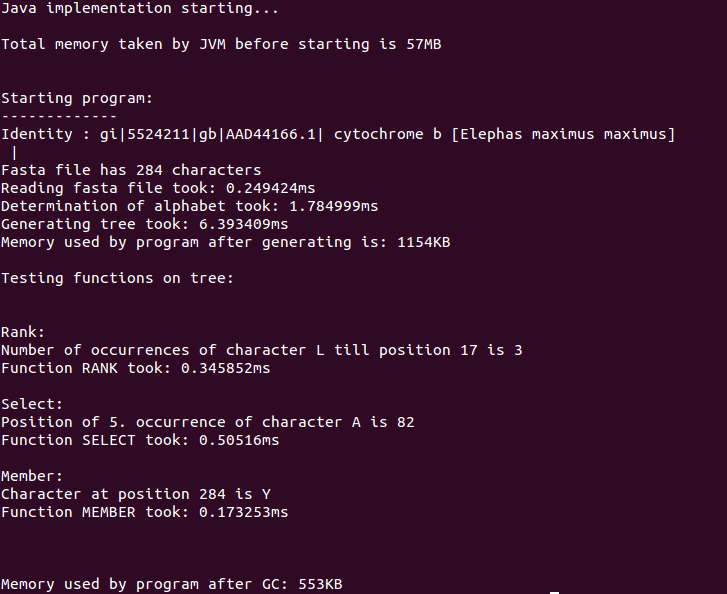 Java implementation starting...
Total memory taken by JVM before starting is 57MB
Starting program:
-------------
Identity : gi|5524211|gb|AAD44166.1| cytochrome b [Elephas maximus maximus]
|
Fasta file has 284 characters
Reading fasta file took: 0.249424ms
Determination of alphabet took: 1.784999ms
Generating tree took: 6.393409ms
Memory used by program after generating is: 1154KB
Testing functions on tree:
Rank:
Number of occurrences of character L till position 17 is 3
Function RANK took: 0.345852ms
Select:
Position of 5. occurrence of character A is 82
Function SELECT took: 0.50516ms
Member:
Character at position 284 is Y
Function MEMBER took: 0.173253ms
Memory used by program after GC: 553KB